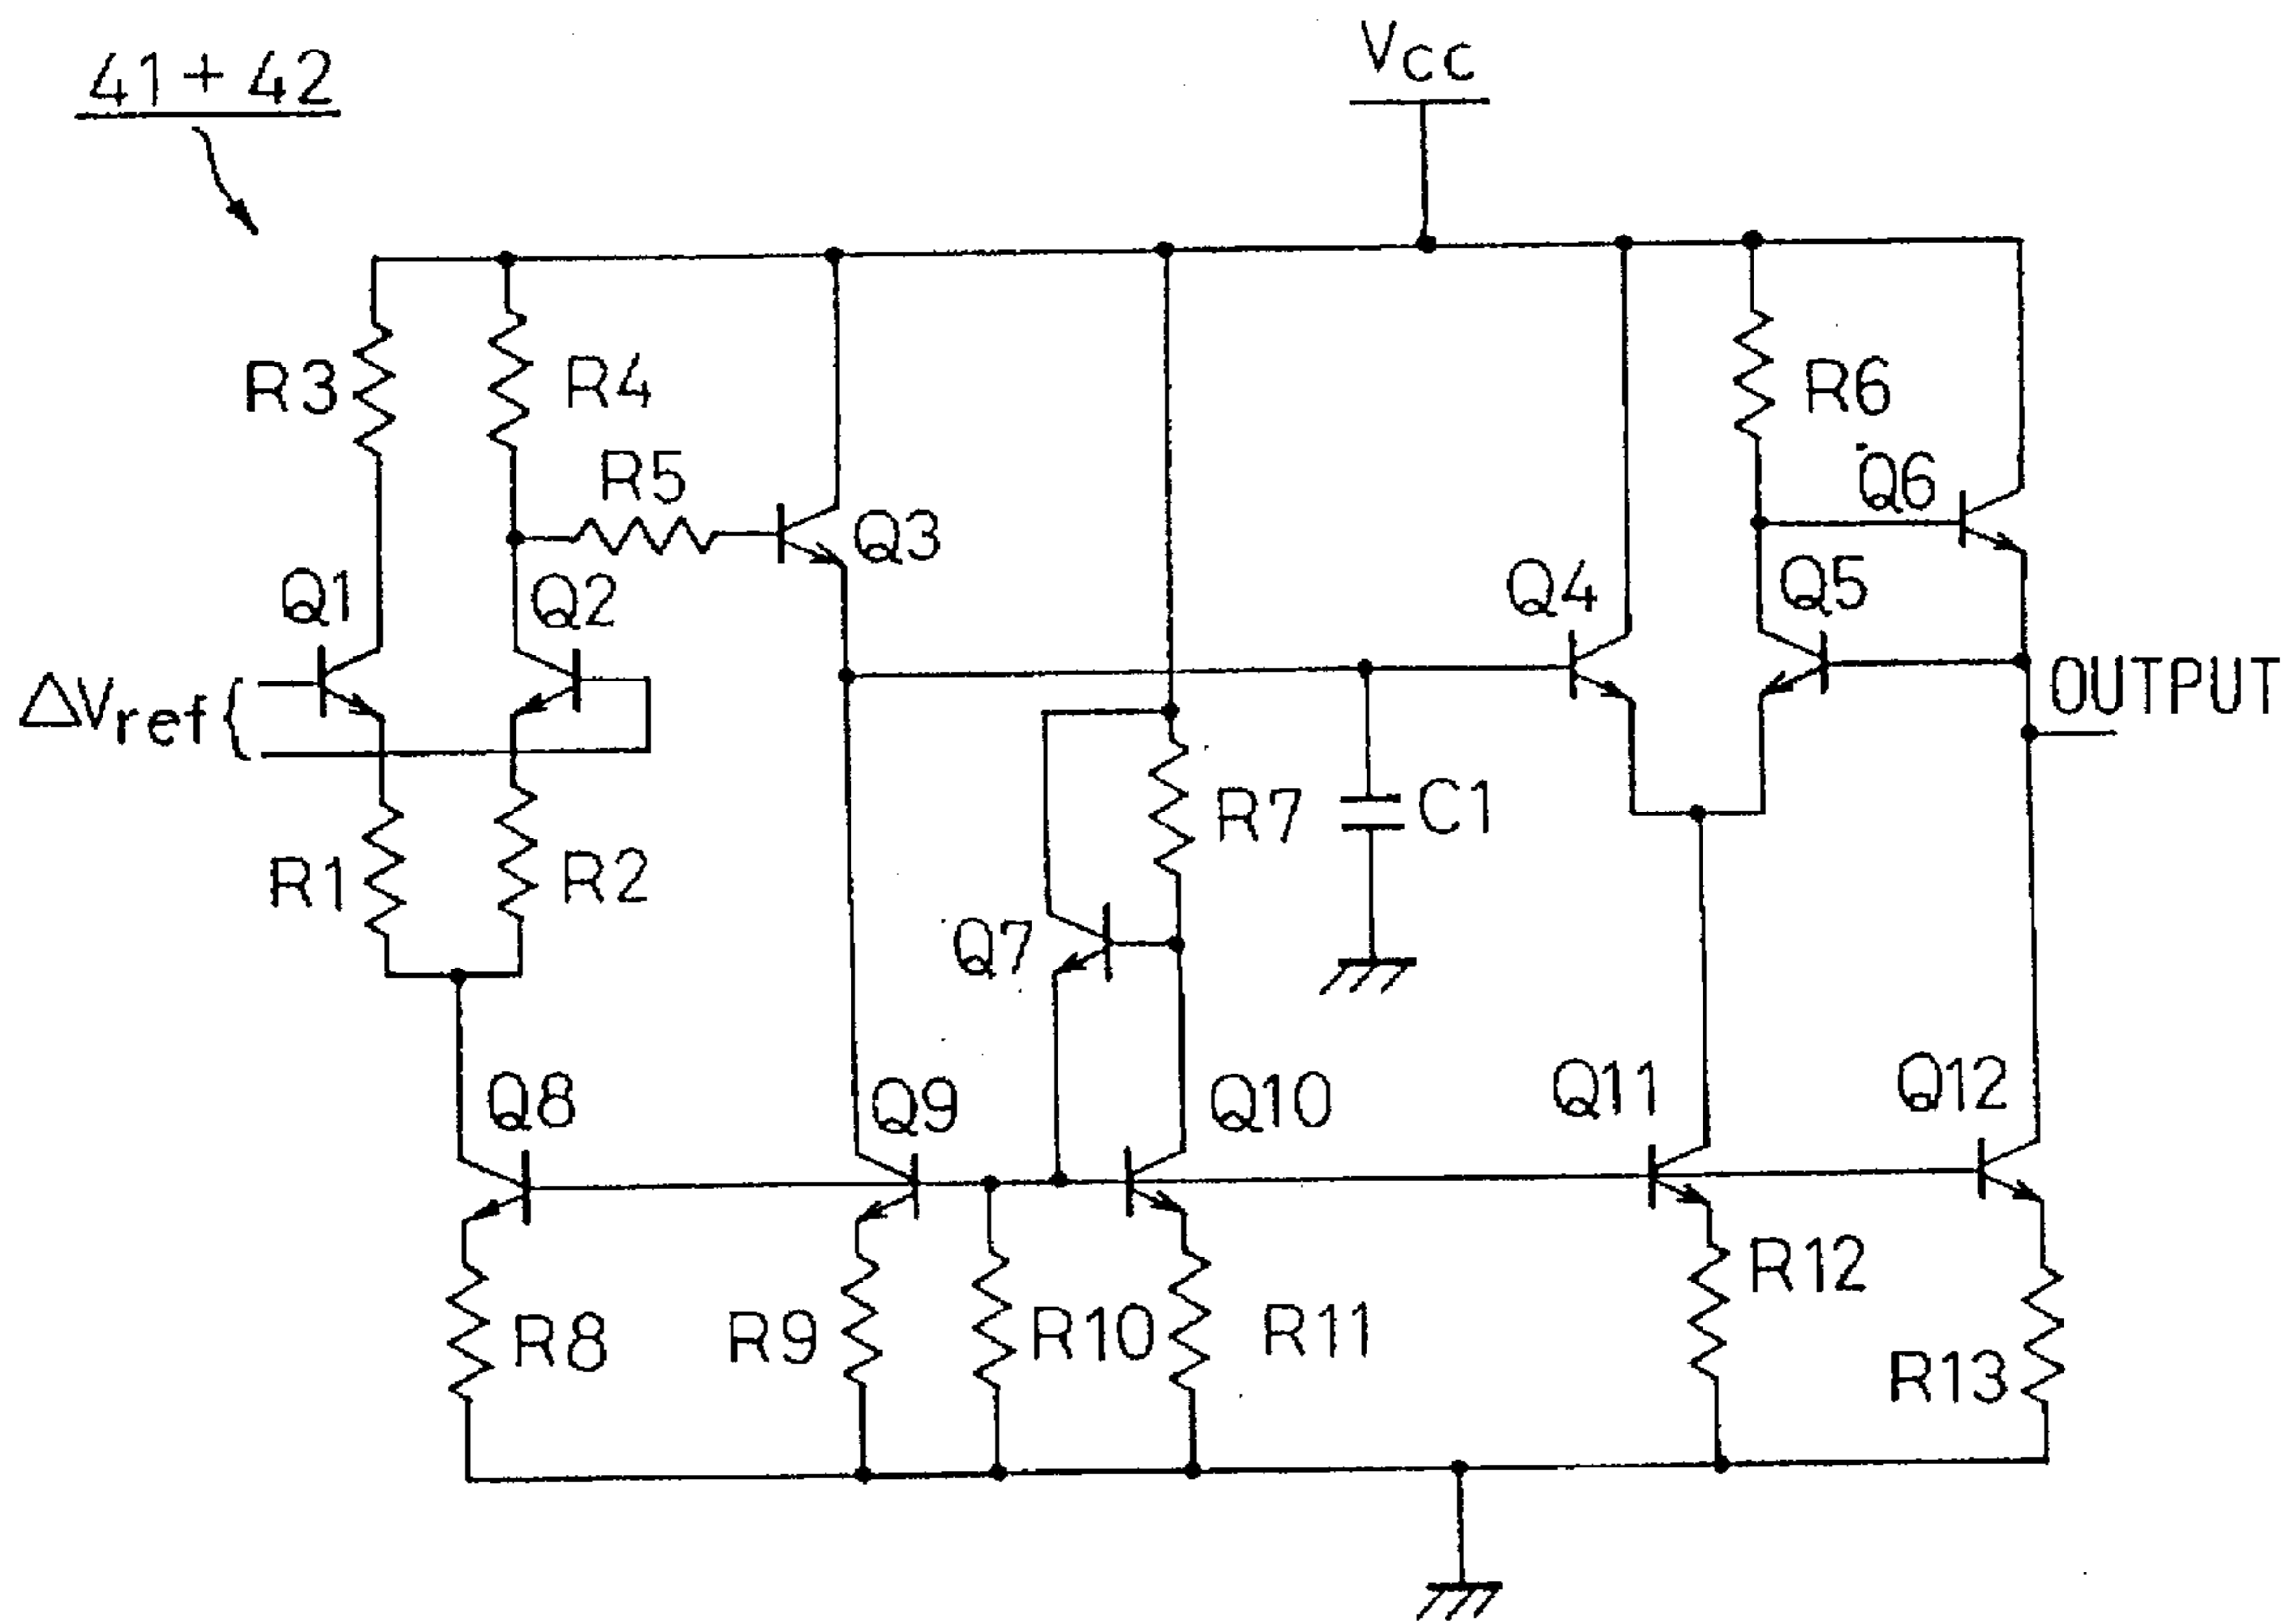 41+42
Vcc
R3
R4
R5
R6
Q6
Q3
Q1
Q2
Q4
Q5
ΔVref{
OUTPUT
R7
C1
R1
R2
Q7
Q8
Q9
Q10
Q11
Q12
R8
R9
R10
R11
R12
R13